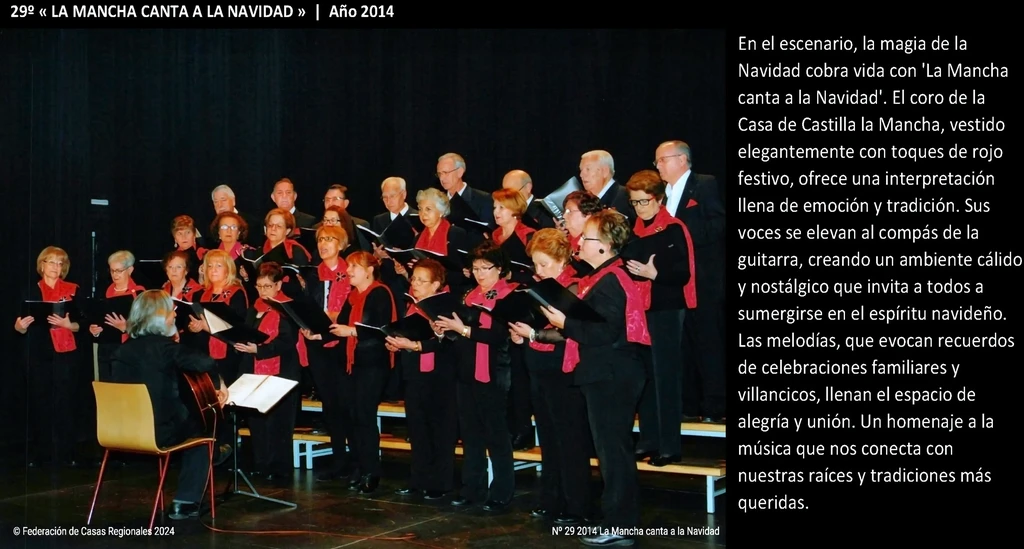 29º « LA MANCHA CANTA A LA NAVIDAD » | Año 2014
En el escenario, la magia de la
Navidad cobra vida con 'La Mancha
canta a la Navidad'. El coro de la
Casa de Castilla la Mancha, vestido
elegantemente con toques de rojo
festivo, ofrece una interpretación
llena de emoción y tradición. Sus
voces se elevan al compás de la
guitarra, creando un ambiente cálido
y nostálgico que invita a todos a
sumergirse en el espíritu navideño.
Las melodías, que evocan recuerdos
de celebraciones familiares y
villancicos, llenan el espacio de
alegría y unión. Un homenaje a la
música que nos conecta con
nuestras raíces y tradiciones más
queridas.
© Federación de Casas Regionales 2024
Nº 29 2014 La Mancha canta a la Navidad